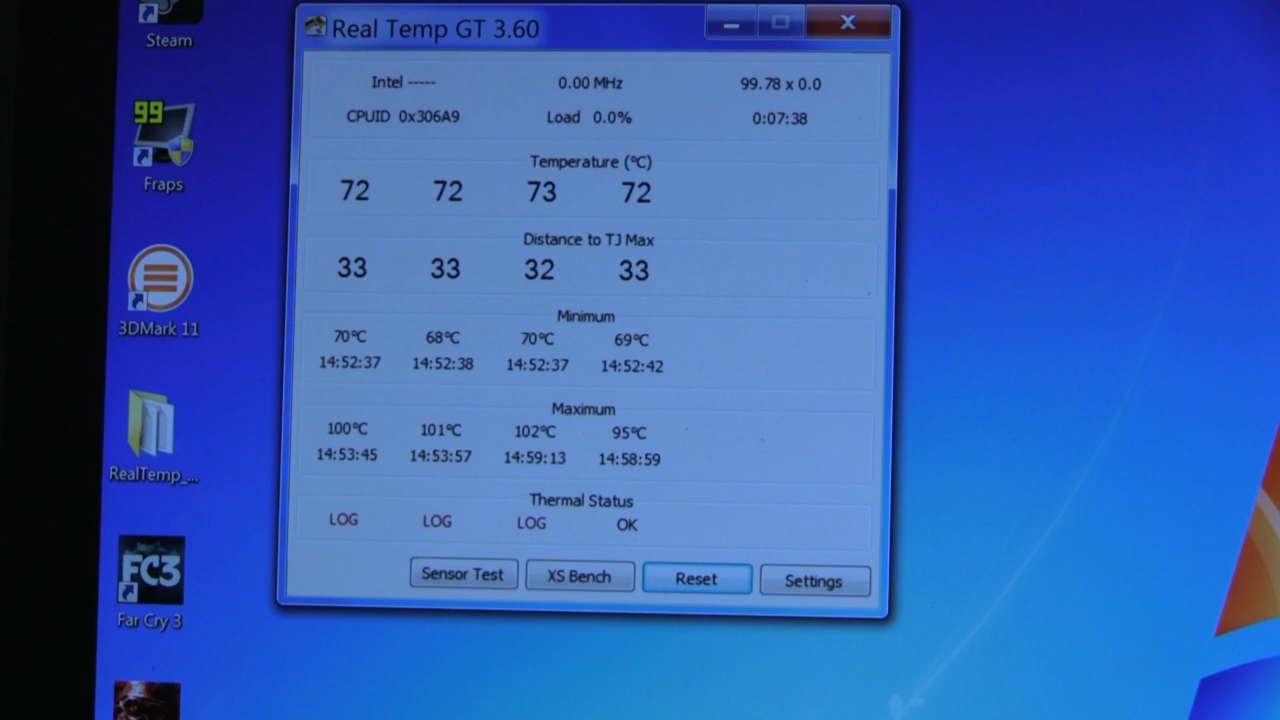 Steam
99
Fraps
3DMark 11
RealTemp_...
FC3
Far Cry 3
Real Temp GT 3.60
Intel ----- 0.00 MHz 99.78 x 0.0
CPUID 0x306A9 Load 0.0% 0:07:38
Temperature (°C)
72 72 73 72
Distance to TJ Max
33 33 32 33
Minimum
70°C 68°C 70°C 69°C
14:52:37 14:52:38 14:52:37 14:52:42
Maximum
100°C 101°C 102°C 95°C
14:53:45 14:53:57 14:59:13 14:58:59
Thermal Status
LOG LOG LOG OK
Sensor Test XS Bench Reset Settings